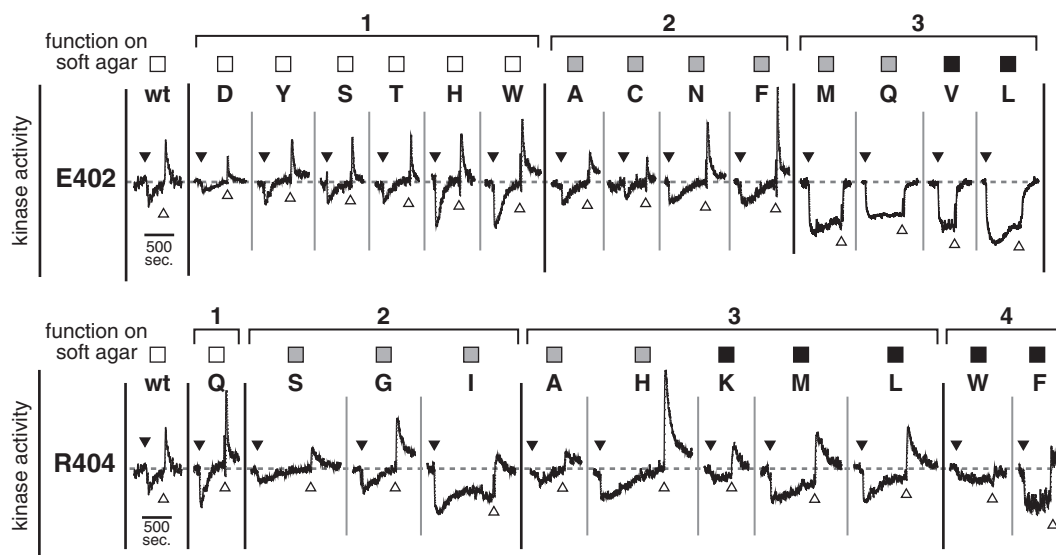 1 2 3
function on
soft agar
wt D Y S T H W A C N F M Q V L
kinase activity
E402
500
sec.
1 2 3 4
function on
soft agar
wt Q S G I A H K M L W F
kinase activity
R404
500
sec.